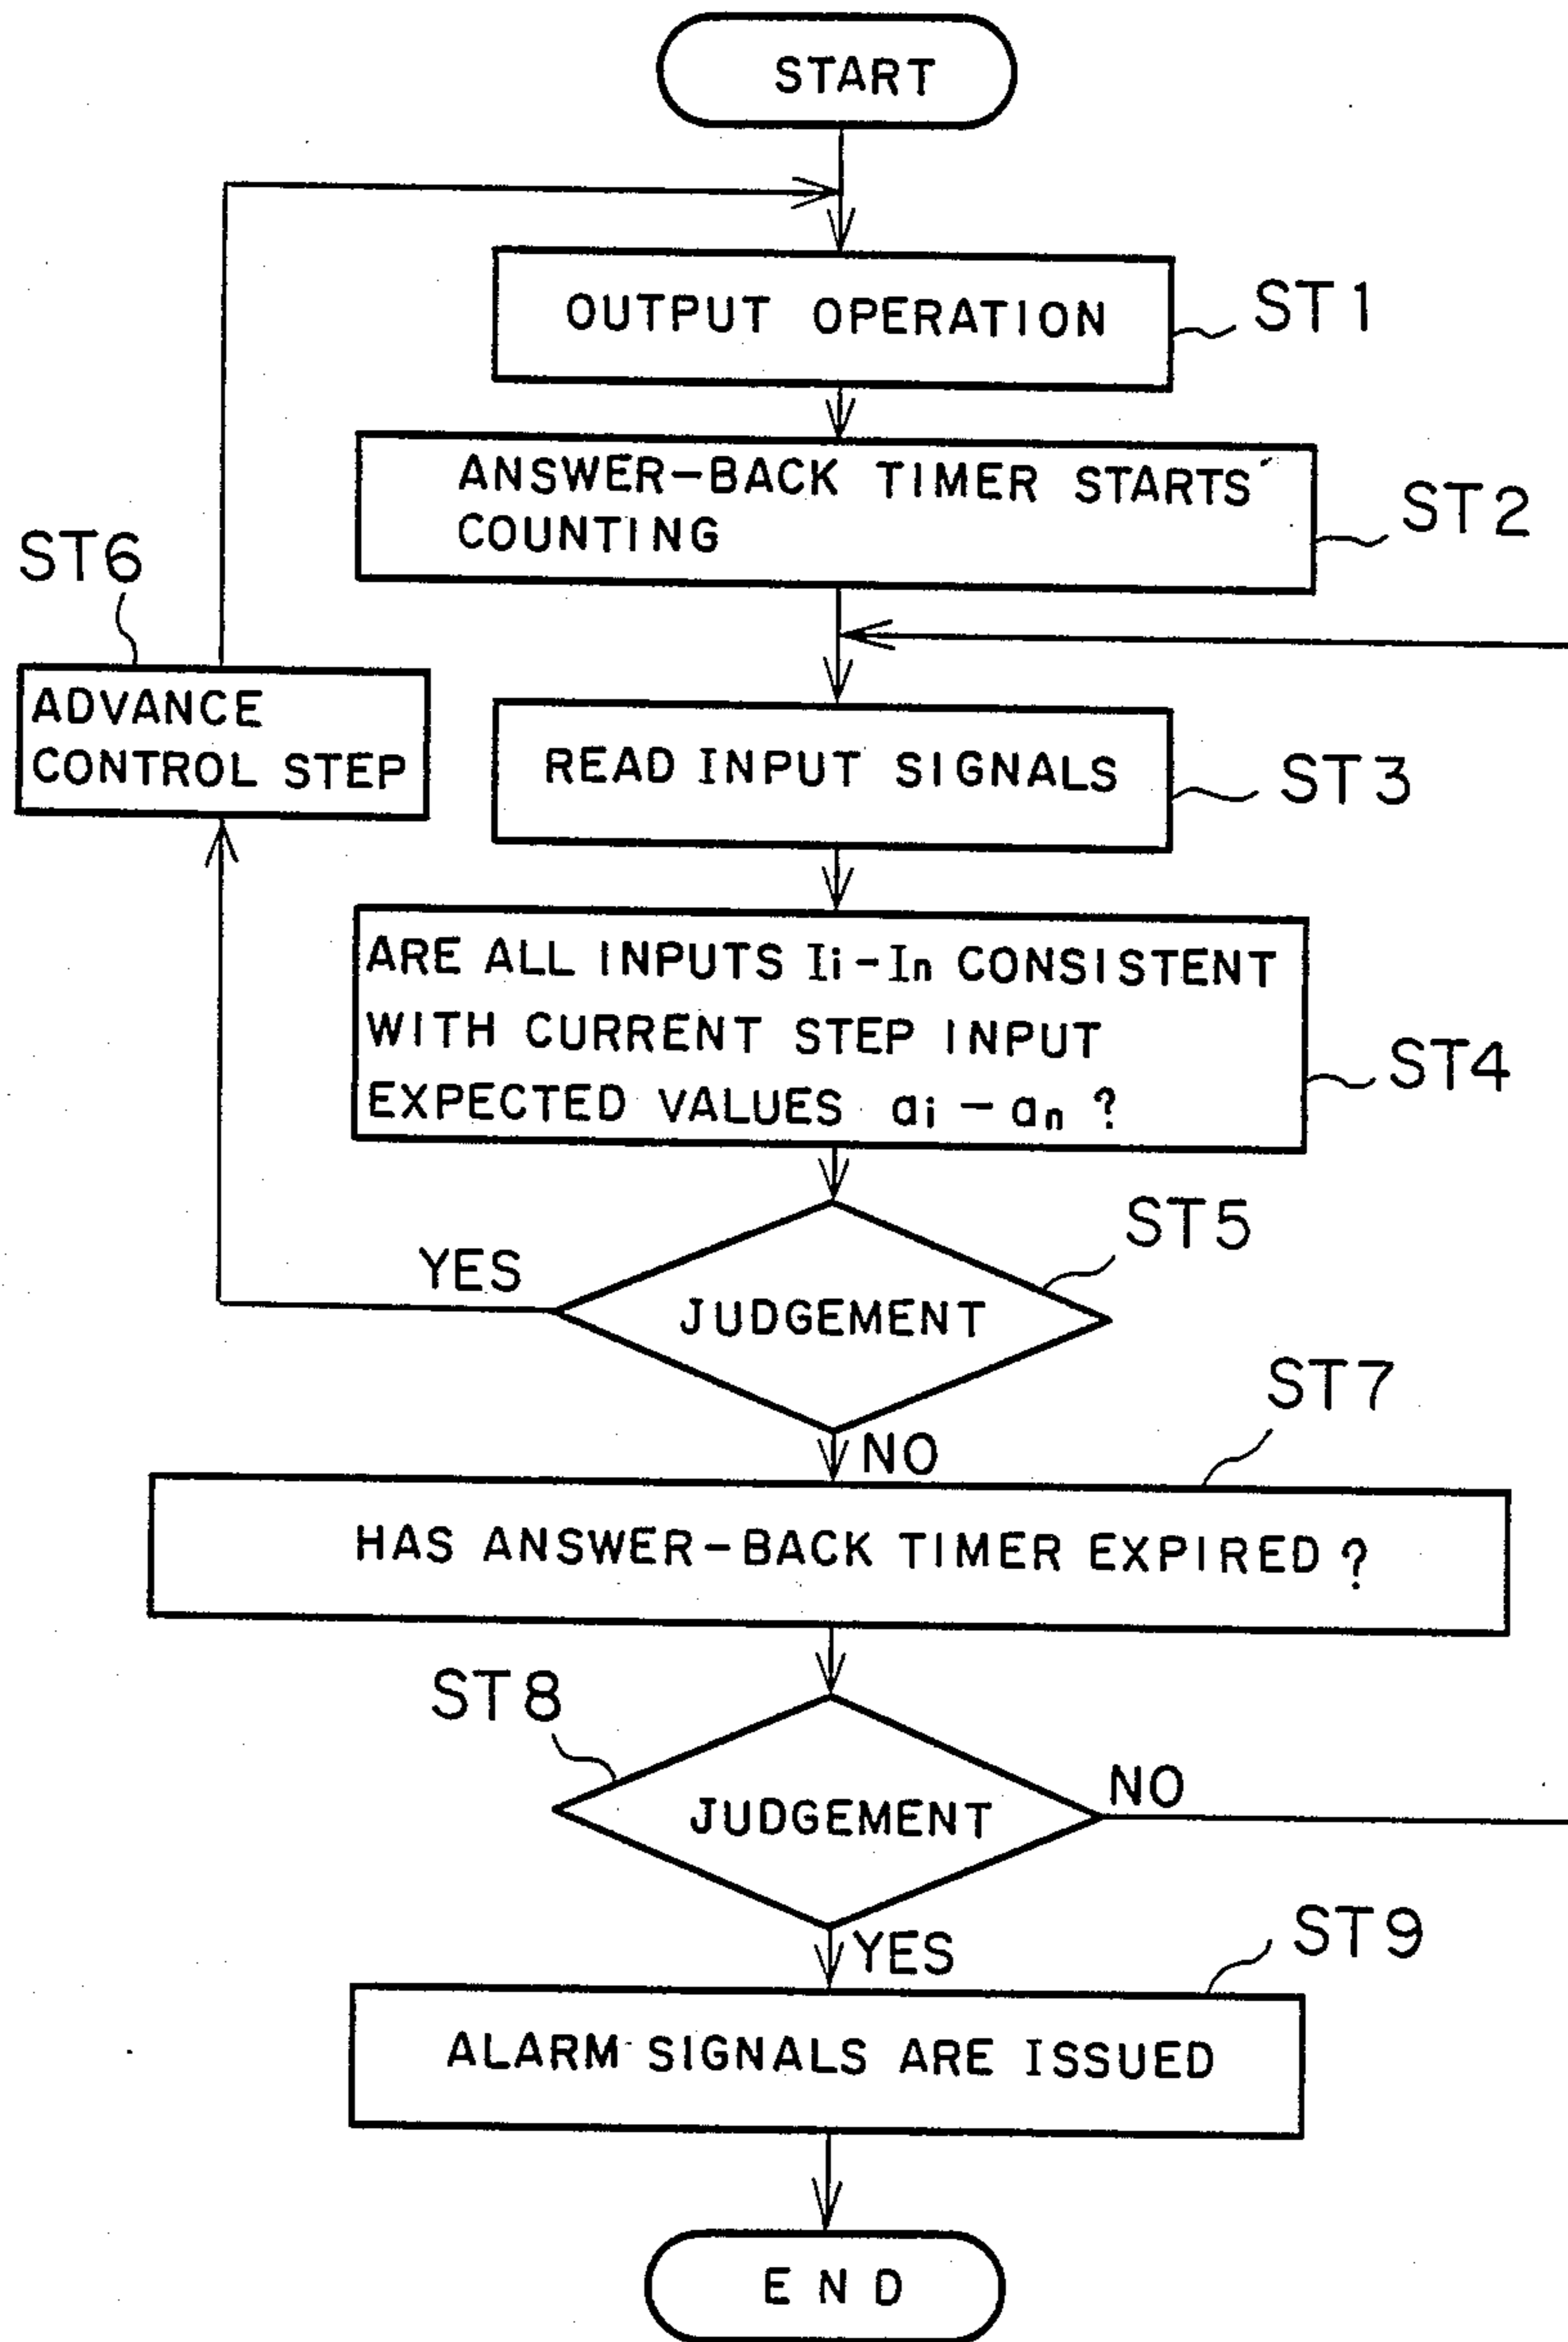 START
OUTPUT OPERATION
ST1
ANSWER-BACK TIMER STARTS
COUNTING
ST2
ST6
ADVANCE
CONTROL STEP
READ INPUT SIGNALS
ST3
ARE ALL INPUTS Ii-In CONSISTENT
WITH CURRENT STEP INPUT
EXPECTED VALUES ai - an ?
ST4
ST5
YES
JUDGEMENT
ST7
NO
HAS ANSWER-BACK TIMER EXPIRED ?
ST8
NO
JUDGEMENT
ST9
YES
ALARM SIGNALS ARE ISSUED
END